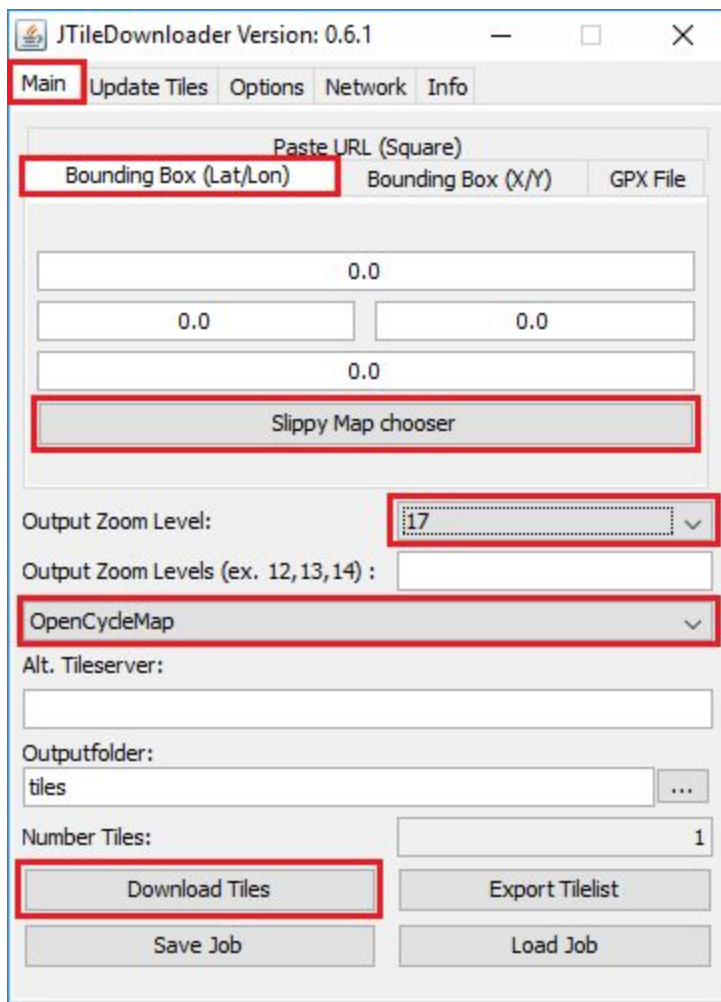 JTileDownloader Version: 0.6.1
Main Update Tiles Options Network Info
Paste URL (Square)
Bounding Box (Lat/Lon) Bounding Box (X/Y) GPX File
0.0
0.0 0.0
0.0
Slippy Map chooser
Output Zoom Level: 17
Output Zoom Levels (ex. 12,13,14) :
OpenCycleMap
Alt. Tileserver:
Outputfolder:
tiles ...
Number Tiles: 1
Download Tiles Export Tilelist
Save Job Load Job